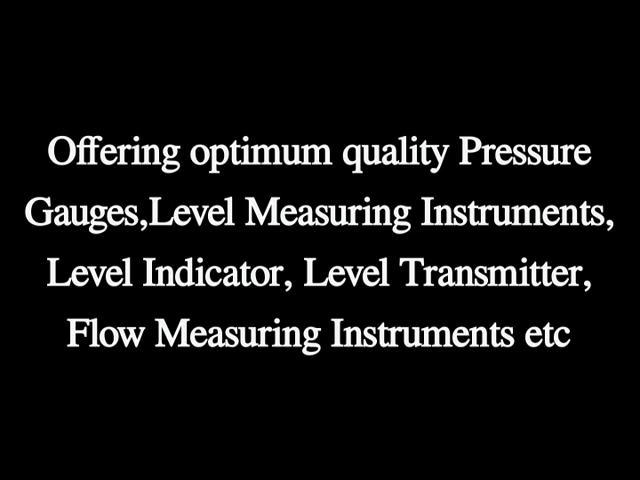 Offering optimum quality Pressure
Gauges,Level Measuring Instruments,
Level Indicator, Level Transmitter,
Flow Measuring Instruments etc